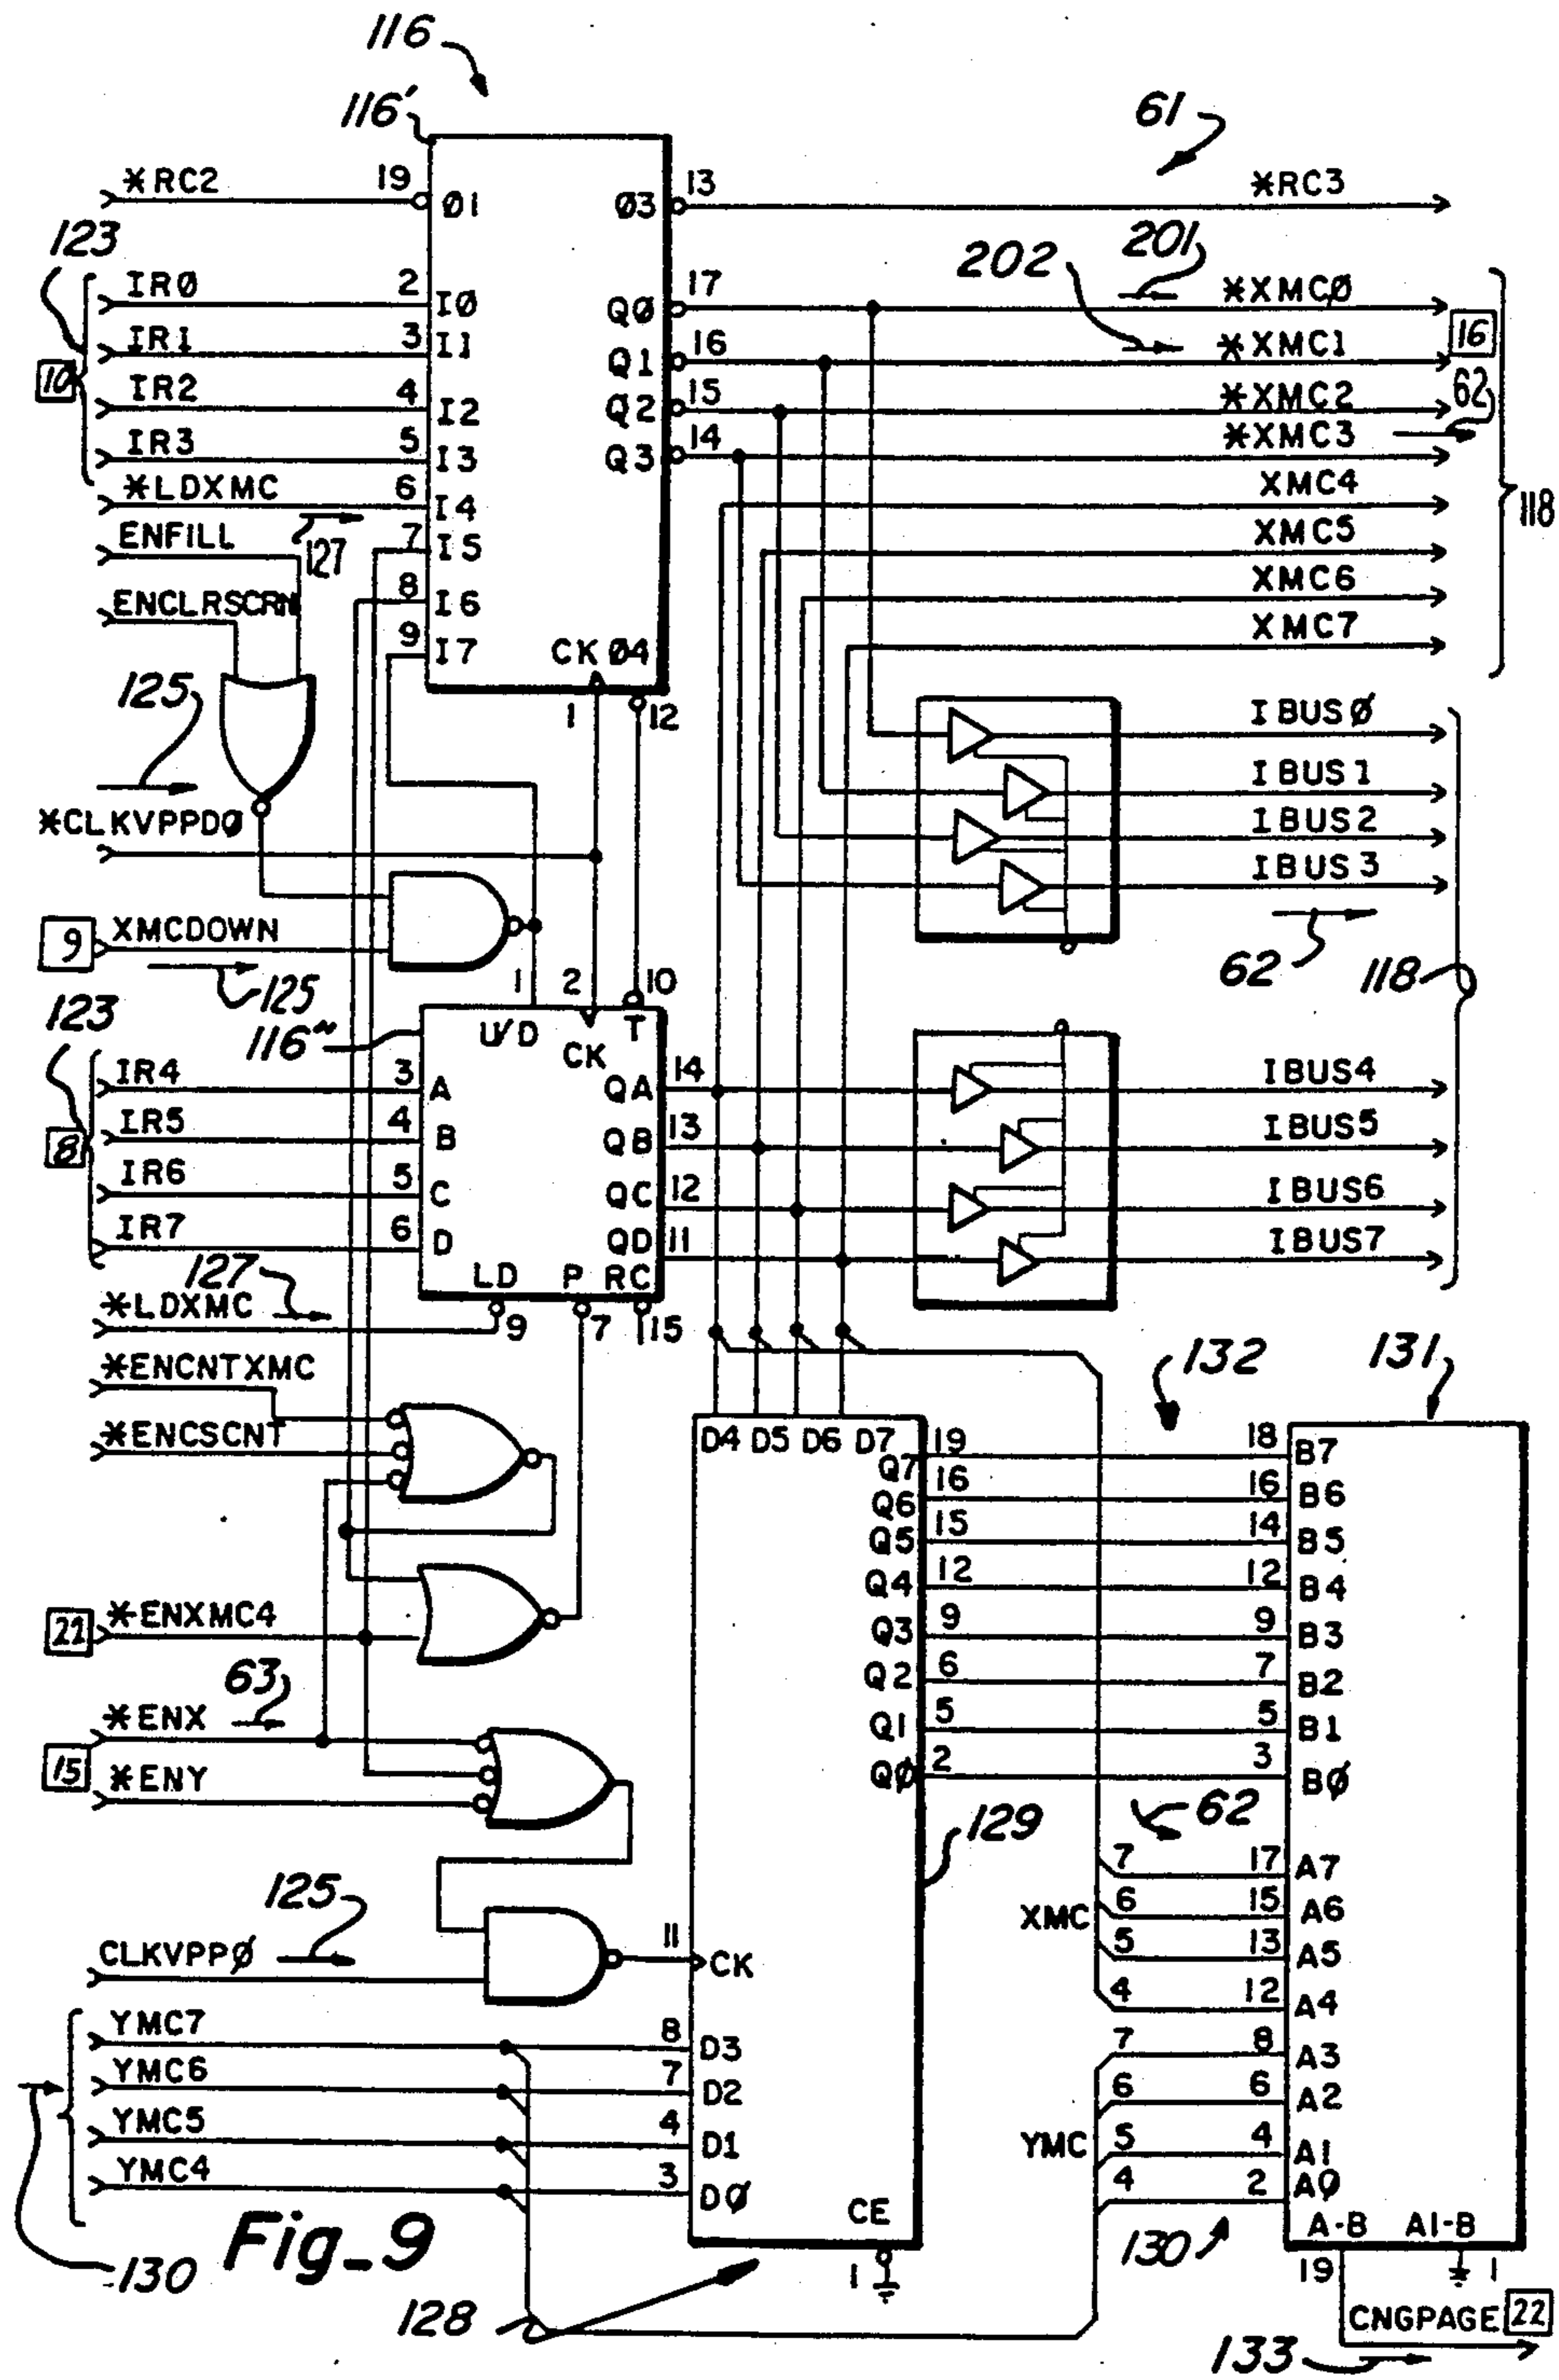 116
116'
61
*RC2 19 Ø1 Ø3 13 *RC3
123
201
202
IRØ 2 IØ QØ 17 *XMCØ
IR1 3 I1 Q1 16 *XMC1 16
10
IR2 4 I2 Q2 15 *XMC2 62
IR3 5 I3 Q3 14 *XMC3
*LDXMC 6 I4 XMC4 118
127
ENFILL 7 I5 XMC5
ENCLRSCRN 8 I6 XMC6
9 I7 CK Ø4 XMC7
125
1 12
IBUSØ
IBUS1
*CLKVPPDØ IBUS2
IBUS3
9 XMCDOWN
62
118
125
1 2 10
123
116"
U/D CK T
IR4 3 A QA 14 IBUS4
IR5 4 B QB 13 IBUS5
8
IR6 5 C QC 12 IBUS6
IR7 6 D QD 11 IBUS7
LD P RC
127
*LDXMC 9 7 15
*ENCNTXMC
132
131
*ENCSCNT
D4 D5 D6 D7
Q7 19 18 B7
Q6 16 16 B6
Q5 15 14 B5
Q4 12 12 B4
21 *ENXMC4
Q3 9 9 B3
Q2 6 7 B2
63
*ENX
Q1 5 5 B1
15
*ENY
QØ 2 3 BØ
62
129
7 17 A7
125
XMC
6 15 A6
CLKVPPØ 11 CK 5 13 A5
4 12 A4
YMC7 8 D3 7 8 A3
YMC6 7 D2 6 6 A2
YMC5 4 D1 YMC 5 4 A1
YMC4 3 DØ 4 2 AØ
CE
A-B A1-B
130
Fig_9
130
1
19 1
128
CNGPAGE 22
133